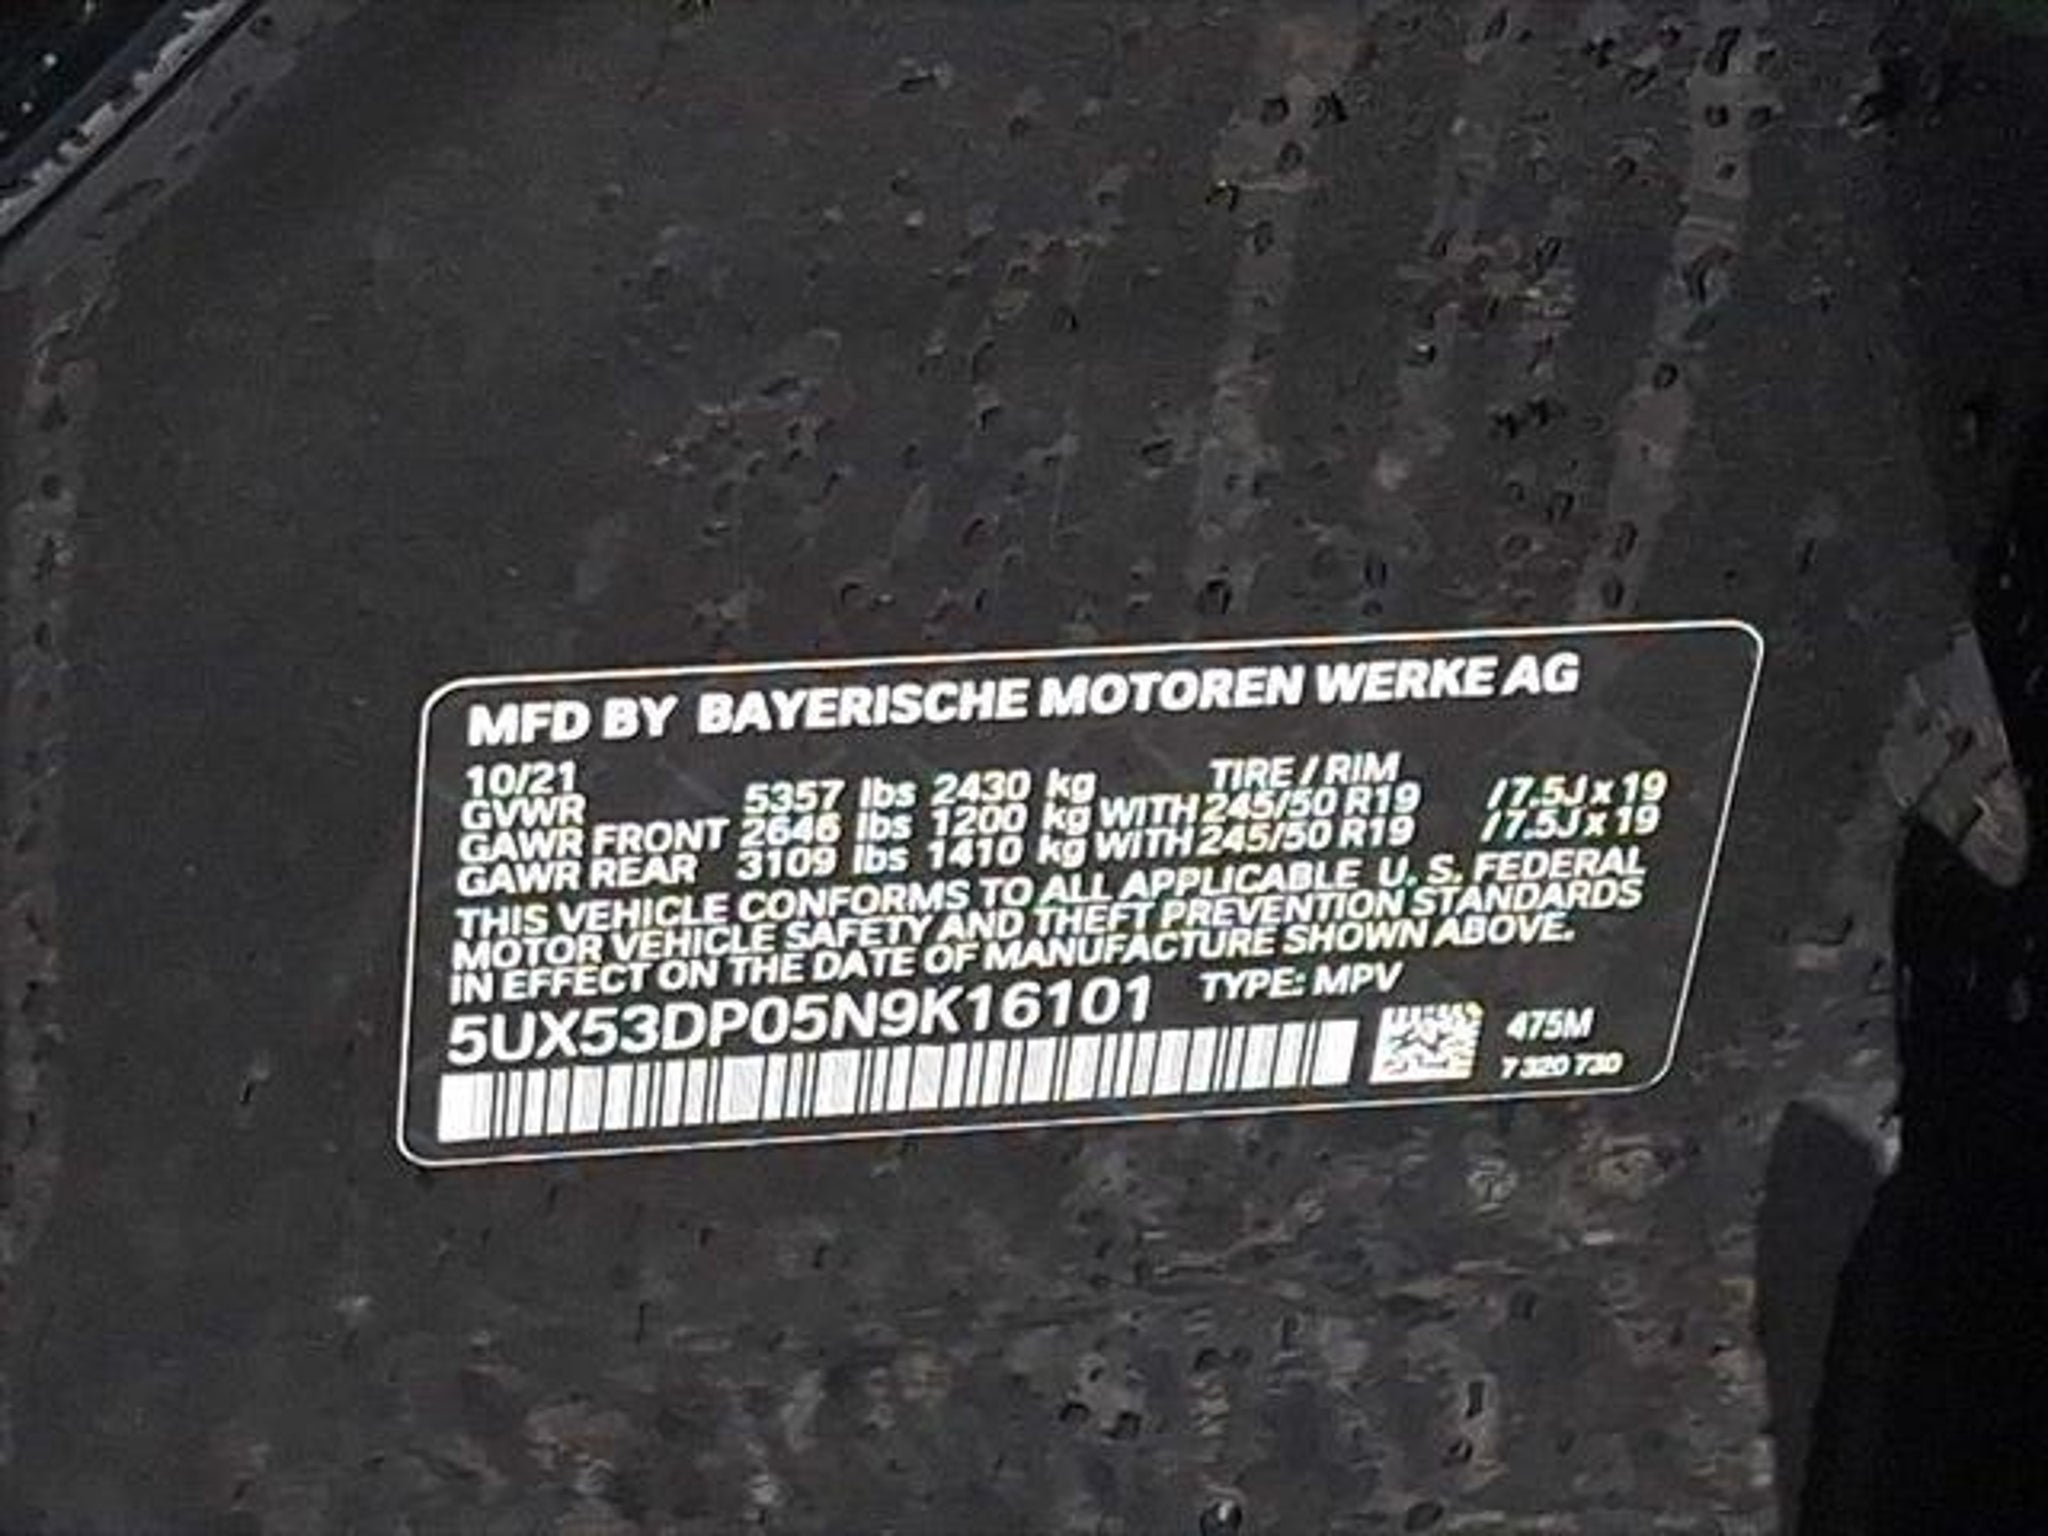 MFD BY BAYERISCHE MOTOREN WERKE AG
10/21 TIRE / RIM
GVWR 5357 lbs 2430 kg
GAWR FRONT 2646 lbs 1200 kg WITH 245/50 R19 / 7.5J x 19
GAWR REAR 3109 lbs 1410 kg WITH 245/50 R19 / 7.5J x 19
THIS VEHICLE CONFORMS TO ALL APPLICABLE U. S. FEDERAL
MOTOR VEHICLE SAFETY AND THEFT PREVENTION STANDARDS
IN EFFECT ON THE DATE OF MANUFACTURE SHOWN ABOVE.
5UX53DP05N9K16101 TYPE: MPV
475M
7 320 730